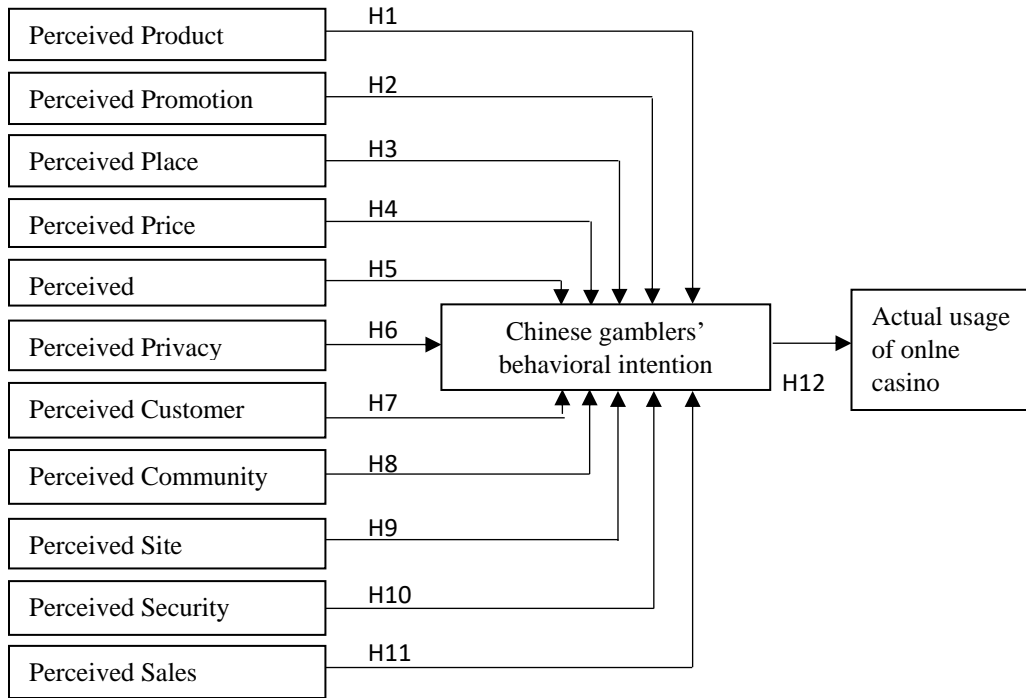 Perceived Product
H1
Perceived Promotion
H2
Perceived Place
H3
Perceived Price
H4
Perceived
H5
Perceived Privacy
H6
Perceived Customer
H7
Perceived Community
H8
Perceived Site
H9
Perceived Security
H10
Perceived Sales
H11
Chinese gamblers’
behavioral intention
H12
Actual usage
of onlne
casino